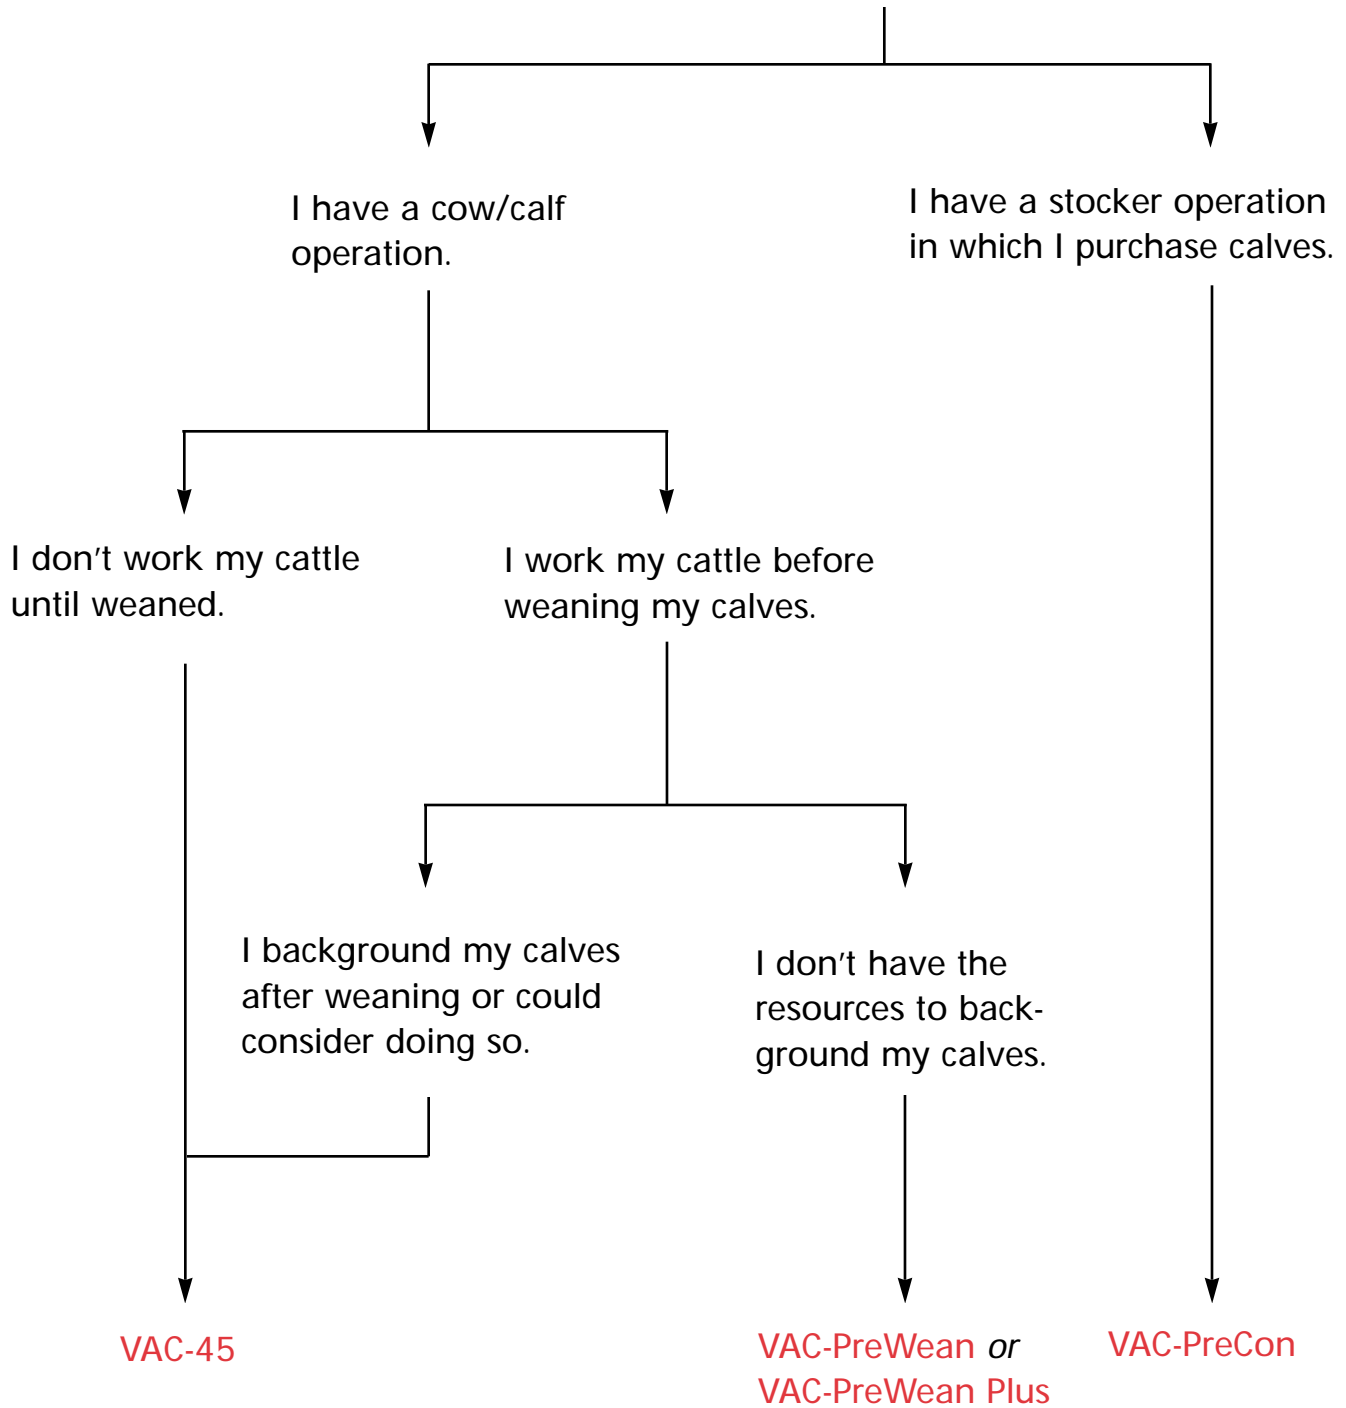 I have a cow/calf
operation.
I have a stocker operation
in which I purchase calves.
I don't work my cattle
until weaned.
I work my cattle before
weaning my calves.
I background my calves
after weaning or could
consider doing so.
I don't have the
resources to back-
ground my calves.
VAC-45
VAC-PreWean or
VAC-PreWean Plus
VAC-PreCon